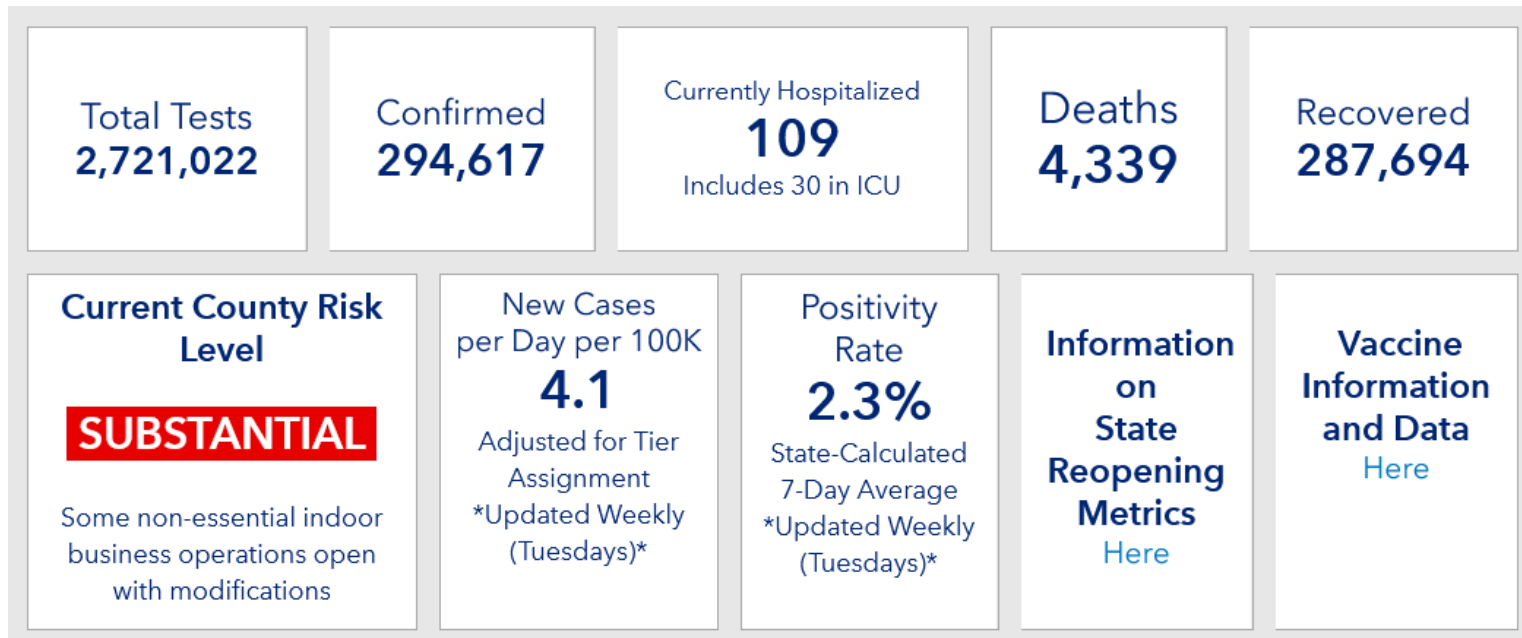 Total Tests
2,721,022
Confirmed
294,617
Currently Hospitalized
109
Includes 30 in ICU
Deaths
4,339
Recovered
287,694
Current County Risk
Level
SUBSTANTIAL
Some non-essential indoor
business operations open
with modifications
New Cases
per Day per 100K
4.1
Adjusted for Tier
Assignment
*Updated Weekly
(Tuesdays)*
Positivity
Rate
2.3%
State-Calculated
7-Day Average
*Updated Weekly
(Tuesdays)*
Information
on
State
Reopening
Metrics
Here
Vaccine
Information
and Data
Here